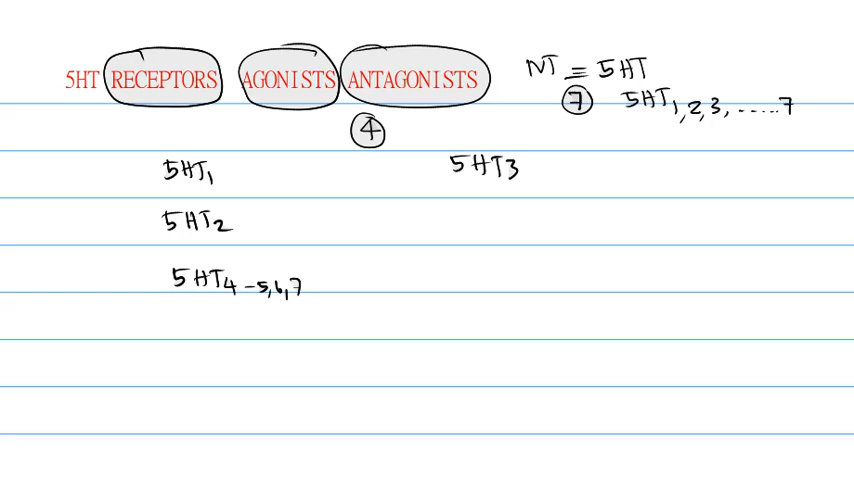 5HT RECEPTORS AGONISTS ANTAGONISTS NT ≡ 5HT
7 5HT1,2,3,......7
4
5HT1 5HT3
5HT2
5HT4-5,6,7